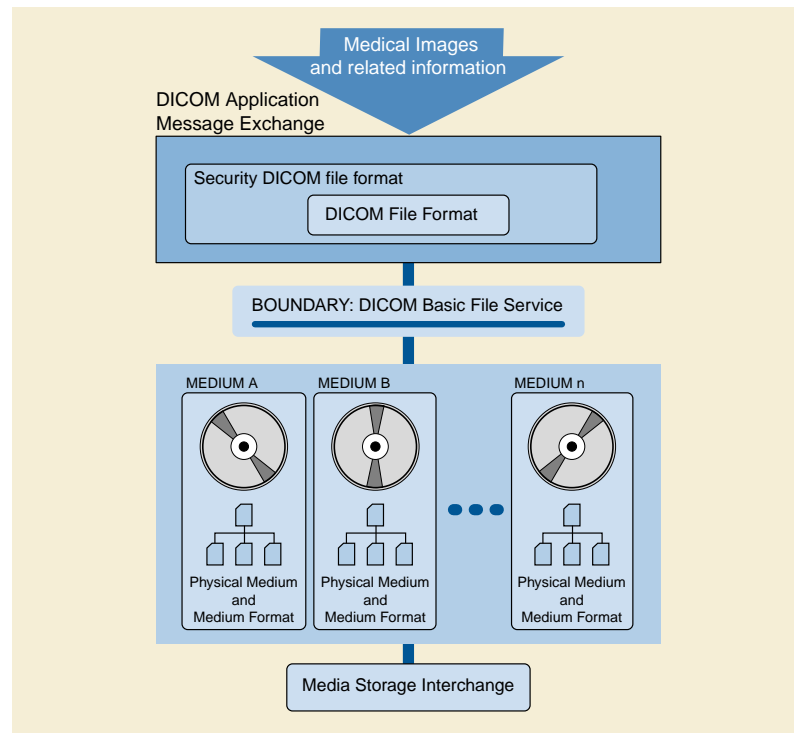 Medical Images
and related information
DICOM Application
Message Exchange
Security DICOM file format
DICOM File Format
BOUNDARY: DICOM Basic File Service
MEDIUM A
MEDIUM B
MEDIUM n
Physical Medium
and
Medium Format
Physical Medium
and
Medium Format
Physical Medium
and
Medium Format
Media Storage Interchange